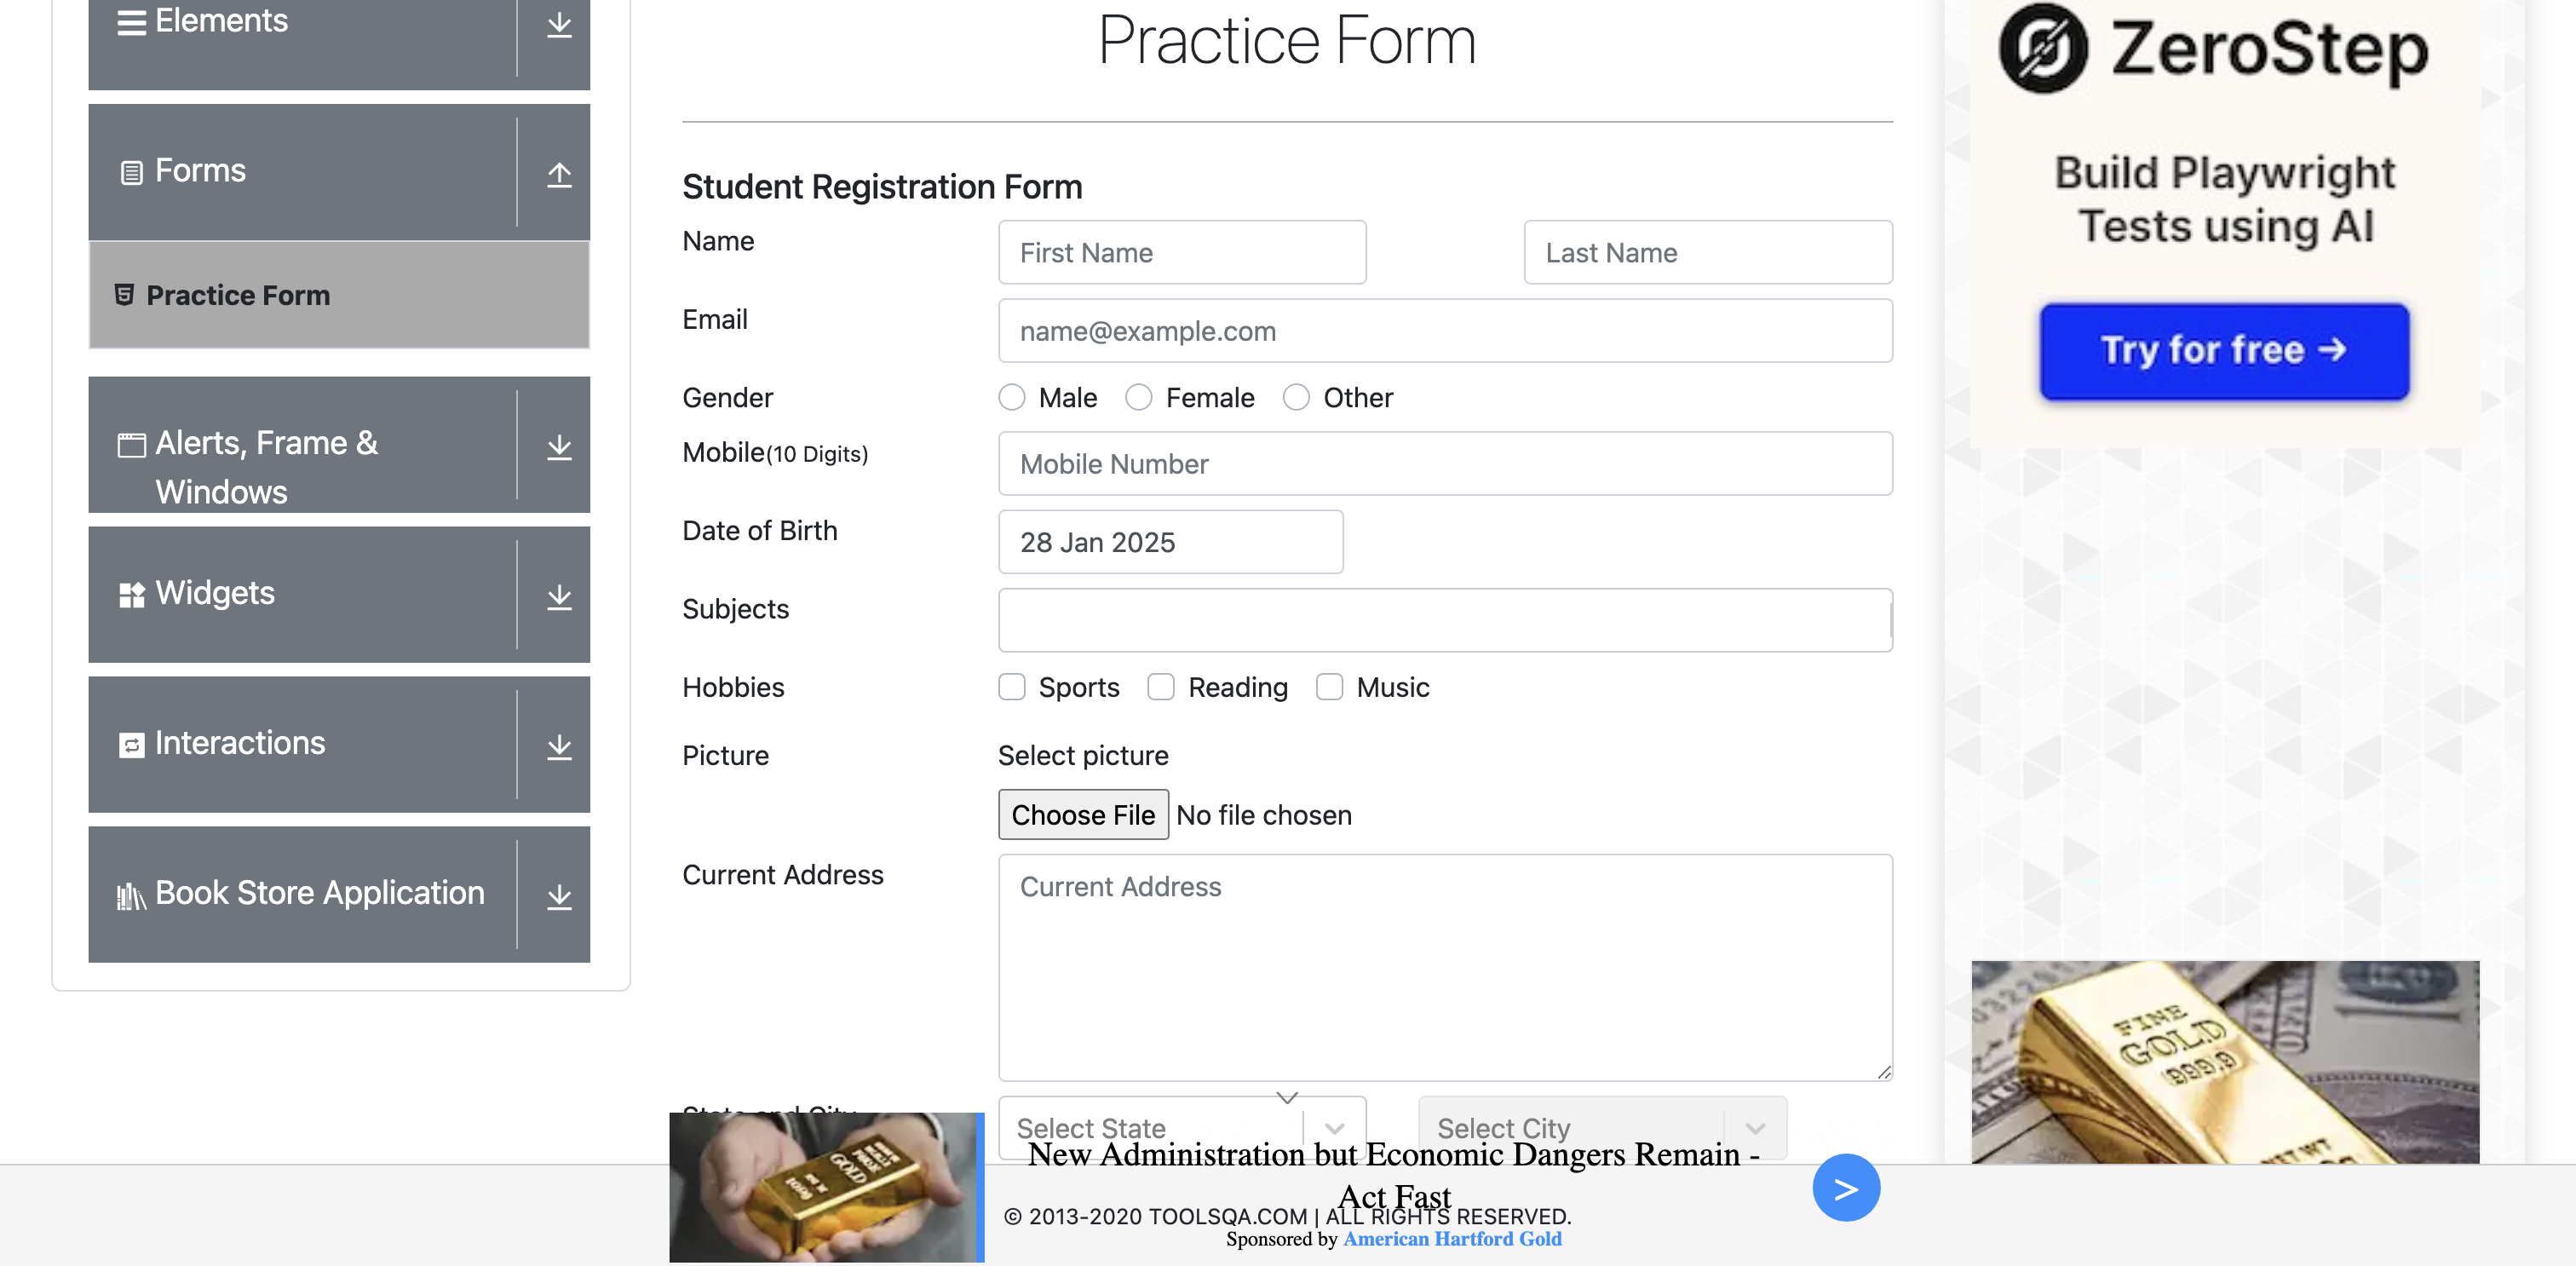 Elements
Forms
Practice Form
Alerts, Frame &
Windows
Widgets
Interactions
Book Store Application
Practice Form
Student Registration Form
Name
First Name
Last Name
Email
name@example.com
Gender
Male
Female
Other
Mobile(10 Digits)
Mobile Number
Date of Birth
28 Jan 2025
Subjects
Hobbies
Sports
Reading
Music
Picture
Select picture
Choose File No file chosen
Current Address
Current Address
State and City
Select State
Select City
New Administration but Economic Dangers Remain -
Act Fast
© 2013-2020 TOOLSQA.COM | ALL RIGHTS RESERVED.
Sponsored by American Hartford Gold
>
ZeroStep
Build Playwright
Tests using AI
Try for free →
FINE
GOLD
999.9
GOLD